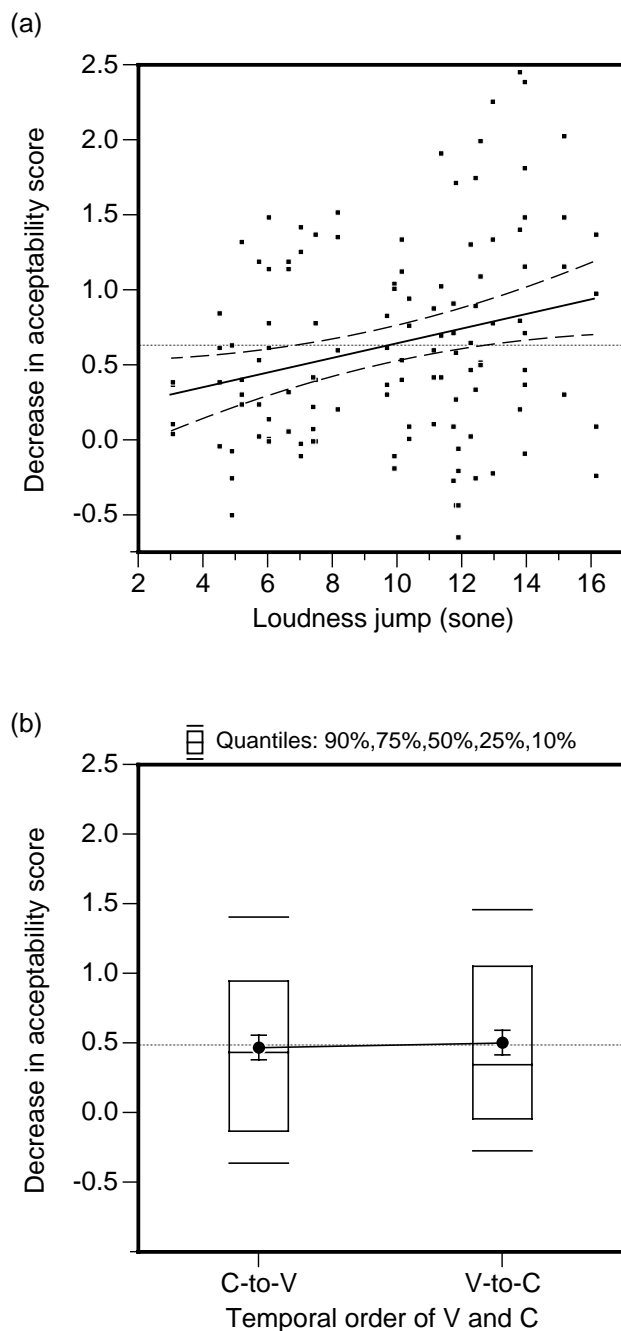 (a)
2.5
2.0
1.5
1.0
0.5
0.0
-0.5
Decrease in acceptability score
2 4 6 8 10 12 14 16
Loudness jump (sone)
(b)
Quantiles: 90%,75%,50%,25%,10%
2.5
2.0
1.5
1.0
0.5
0.0
-0.5
Decrease in acceptability score
C-to-V V-to-C
Temporal order of V and C